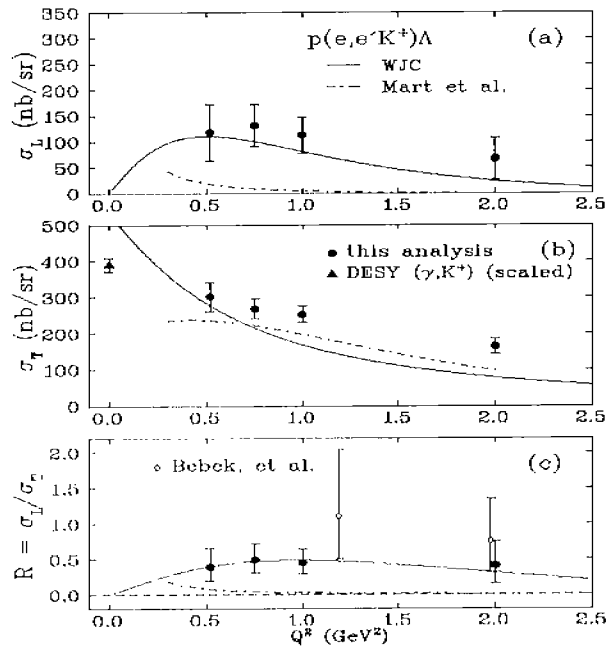 350
300
250
200
150
100
50
0
σL (nb/sr)
p(e,e'K+)Λ (a)
WJC
Mart et al.
0.0 0.5 1.0 1.5 2.0 2.5
500
400
300
200
100
0
σT (nb/sr)
(b)
this analysis
DESY (γ,K+) (scaled)
0.0 0.5 1.0 1.5 2.0 2.5
2.0
1.5
1.0
0.5
0.0
R = σL/σT
Bebek, et al. (c)
0.0 0.5 1.0 1.5 2.0 2.5
Q² (GeV²)